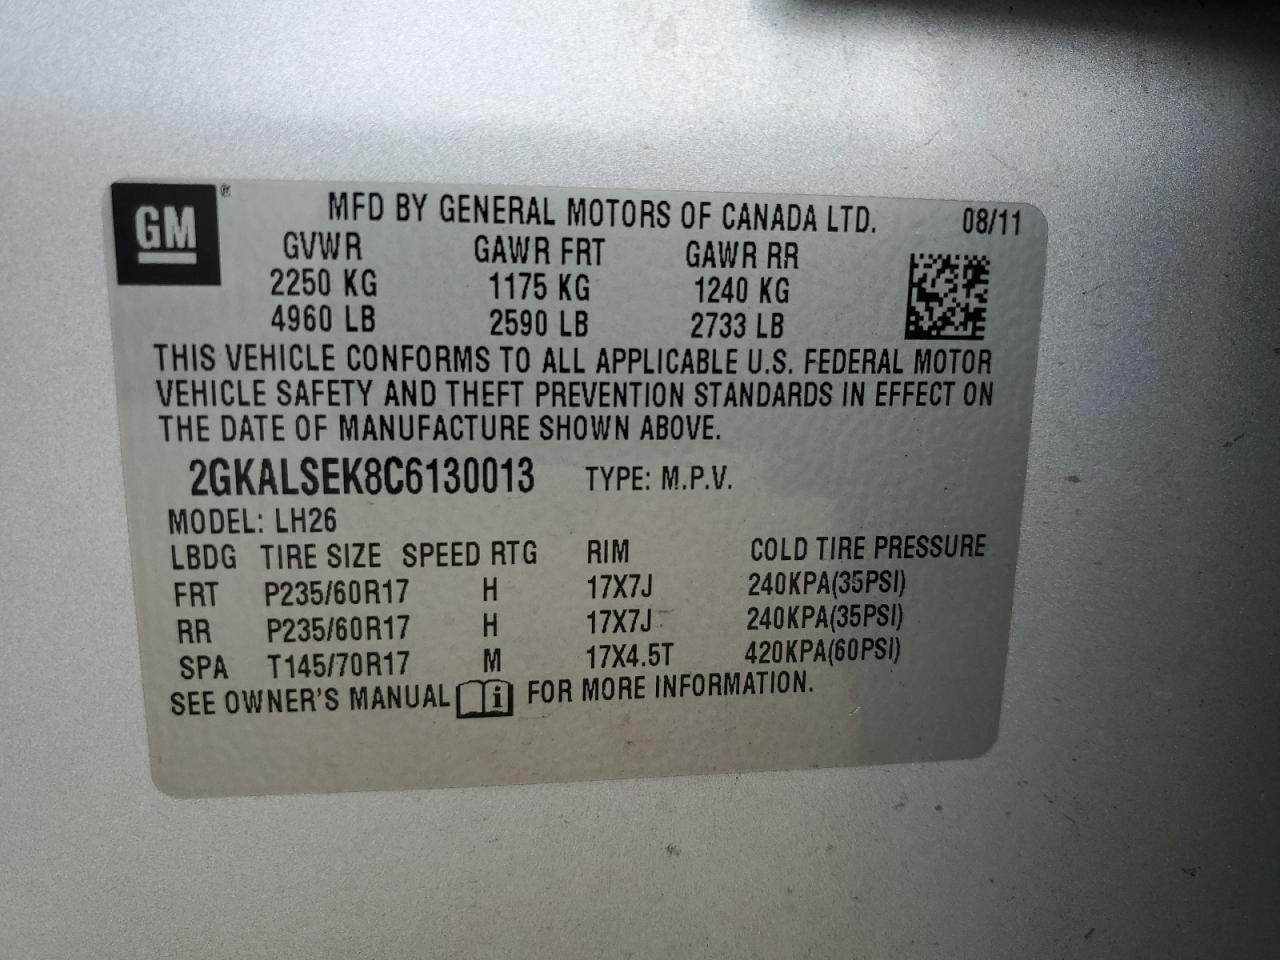 GM® MFD BY GENERAL MOTORS OF CANADA LTD. 08/11
GVWR GAWR FRT GAWR RR
2250 KG 1175 KG 1240 KG
4960 LB 2590 LB 2733 LB
THIS VEHICLE CONFORMS TO ALL APPLICABLE U.S. FEDERAL MOTOR
VEHICLE SAFETY AND THEFT PREVENTION STANDARDS IN EFFECT ON
THE DATE OF MANUFACTURE SHOWN ABOVE.
2GKALSEK8C6130013 TYPE: M.P.V.
MODEL: LH26
LBDG TIRE SIZE SPEED RTG RIM COLD TIRE PRESSURE
FRT P235/60R17 H 17X7J 240KPA(35PSI)
RR P235/60R17 H 17X7J 240KPA(35PSI)
SPA T145/70R17 M 17X4.5T 420KPA(60PSI)
SEE OWNER'S MANUAL i FOR MORE INFORMATION.